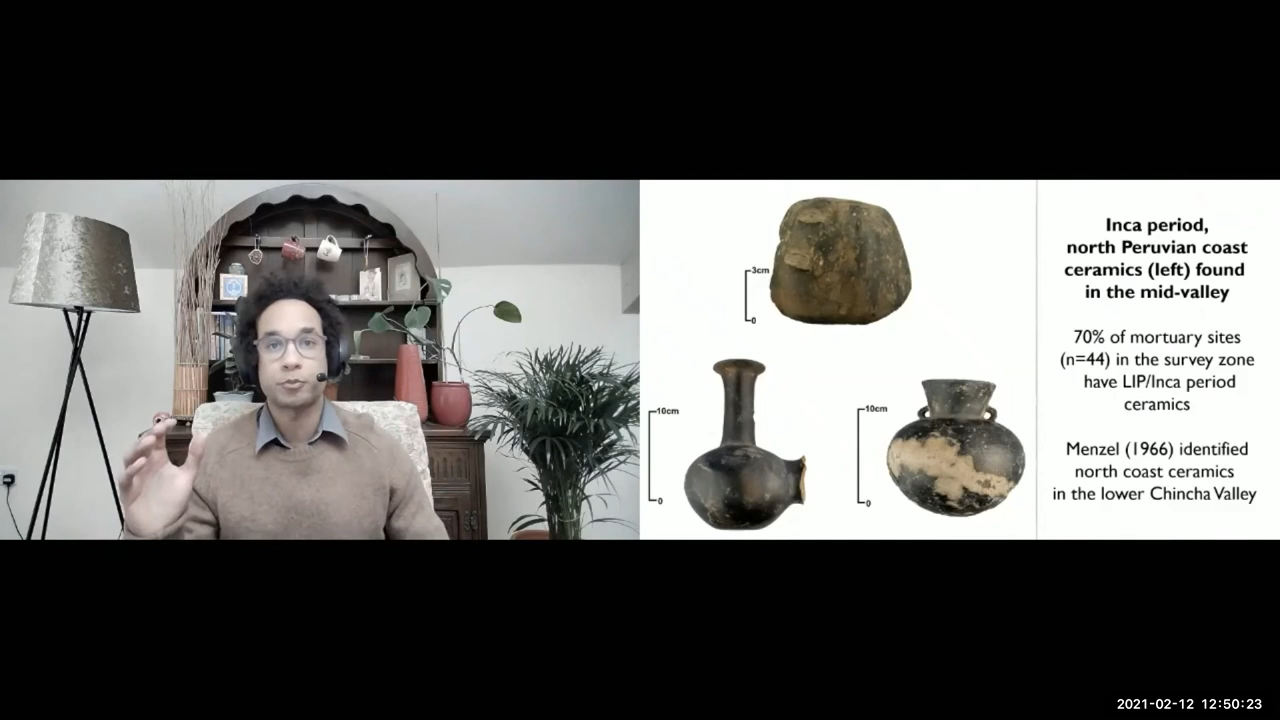 3cm
0
10cm
0
10cm
0
Inca period,
north Peruvian coast
ceramics (left) found
in the mid-valley
70% of mortuary sites
(n=44) in the survey zone
have LIP/Inca period
ceramics
Menzel (1966) identified
north coast ceramics
in the lower Chincha Valley
2021-02-12 12:50:23